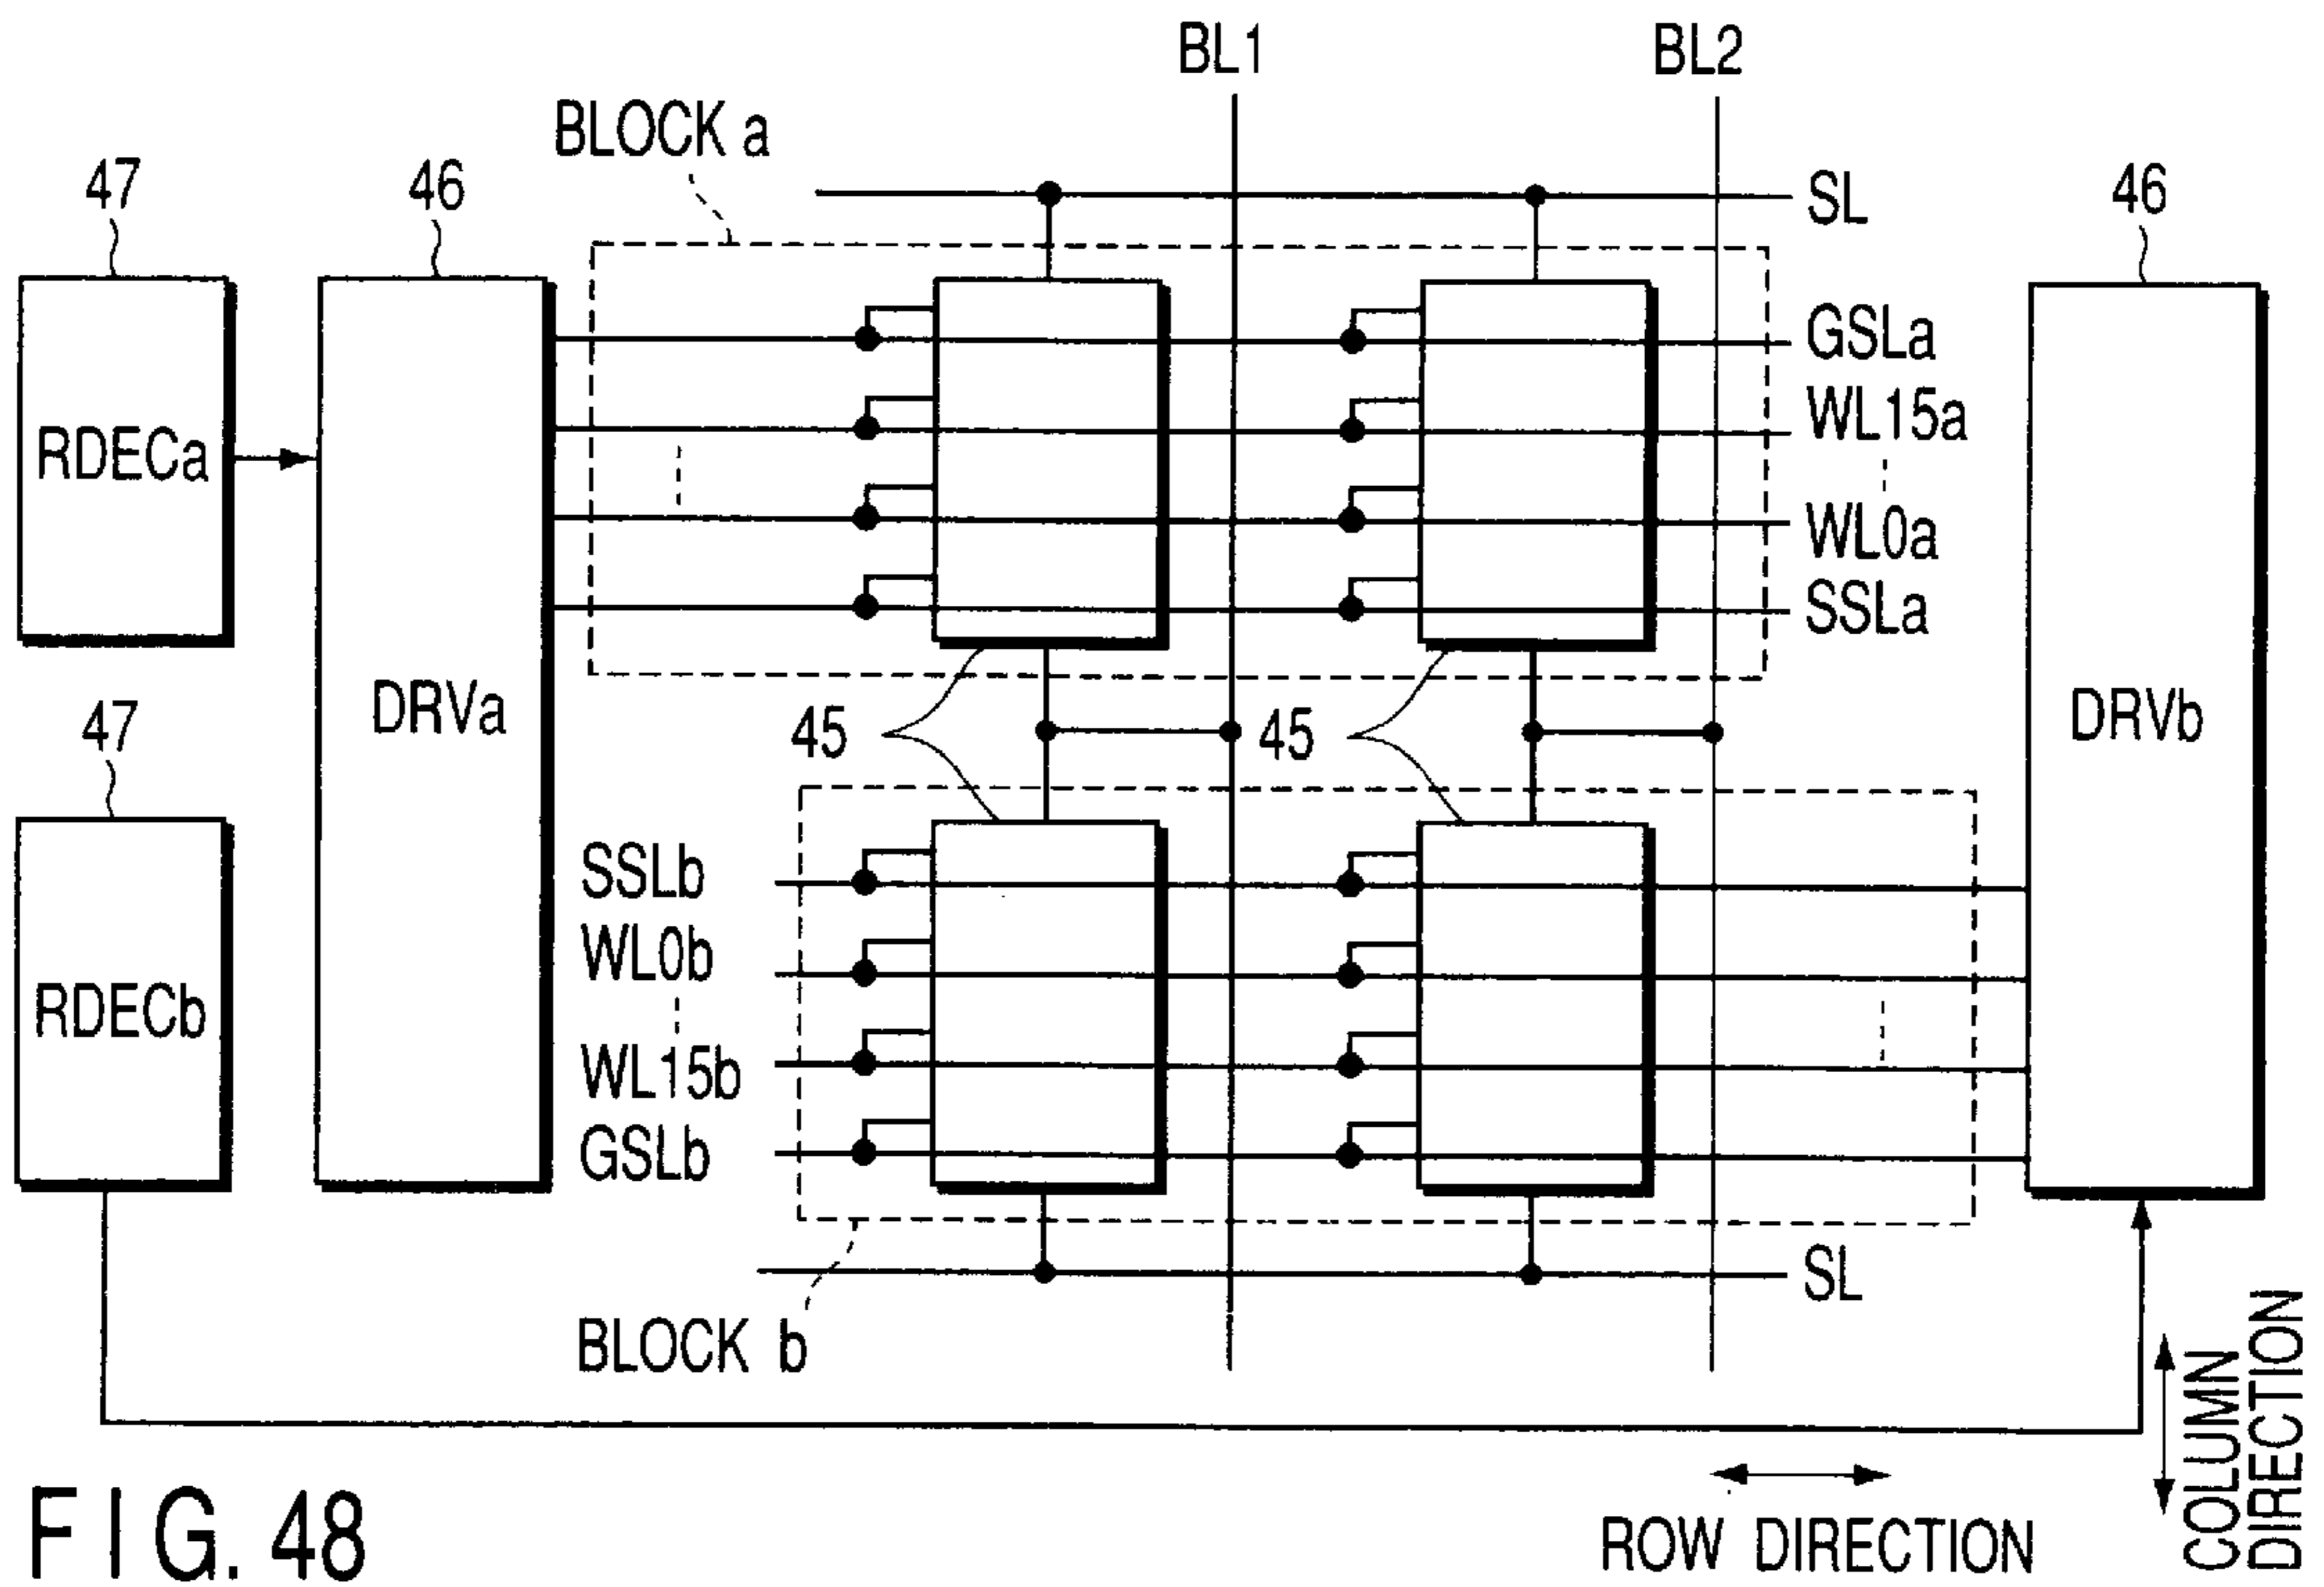 BL1
BL2
BLOCK a
47
46
SL
46
GSLa
WL15a
RDECa
WL0a
SSLa
47
DRVa
45
45
DRVb
SSLb
WL0b
RDECb
WL15b
GSLb
SL
BLOCK b
COLUMN
DIRECTION
ROW DIRECTION
FIG. 48